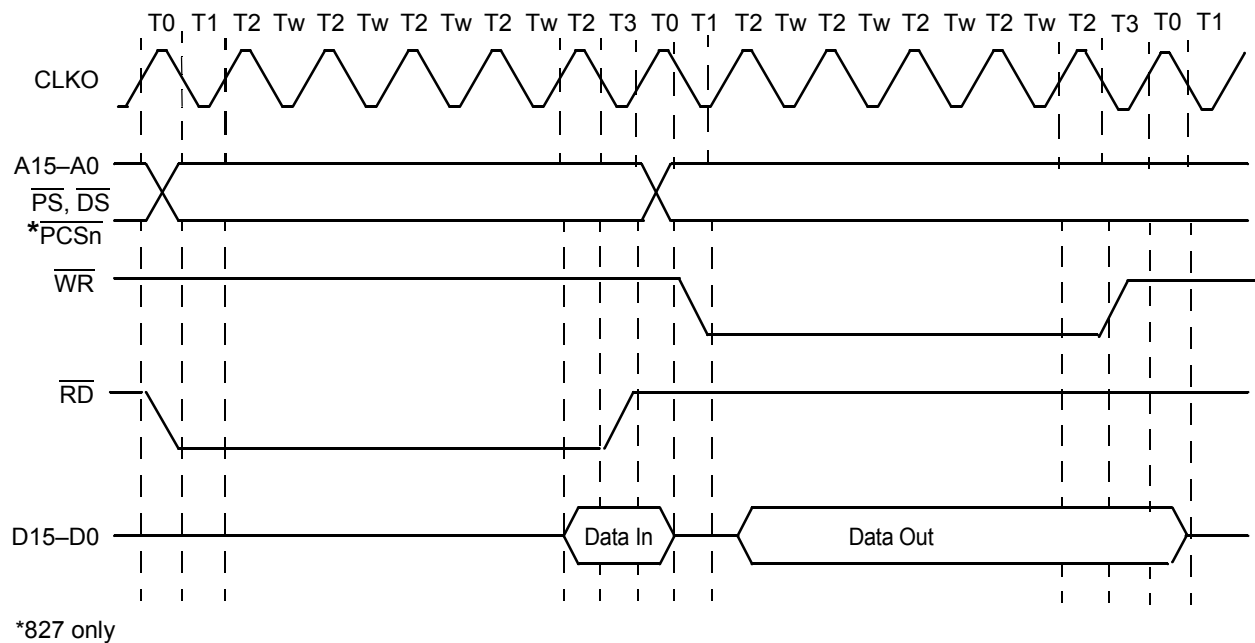 T0 T1 T2 Tw T2 Tw T2 Tw T2 Tw T2 T3 T0 T1 T2 Tw T2 Tw T2 Tw T2 Tw T2 T3 T0 T1
CLKO
A15–A0
PS, DS
*PCSn
WR
RD
D15–D0 Data In Data Out
*827 only